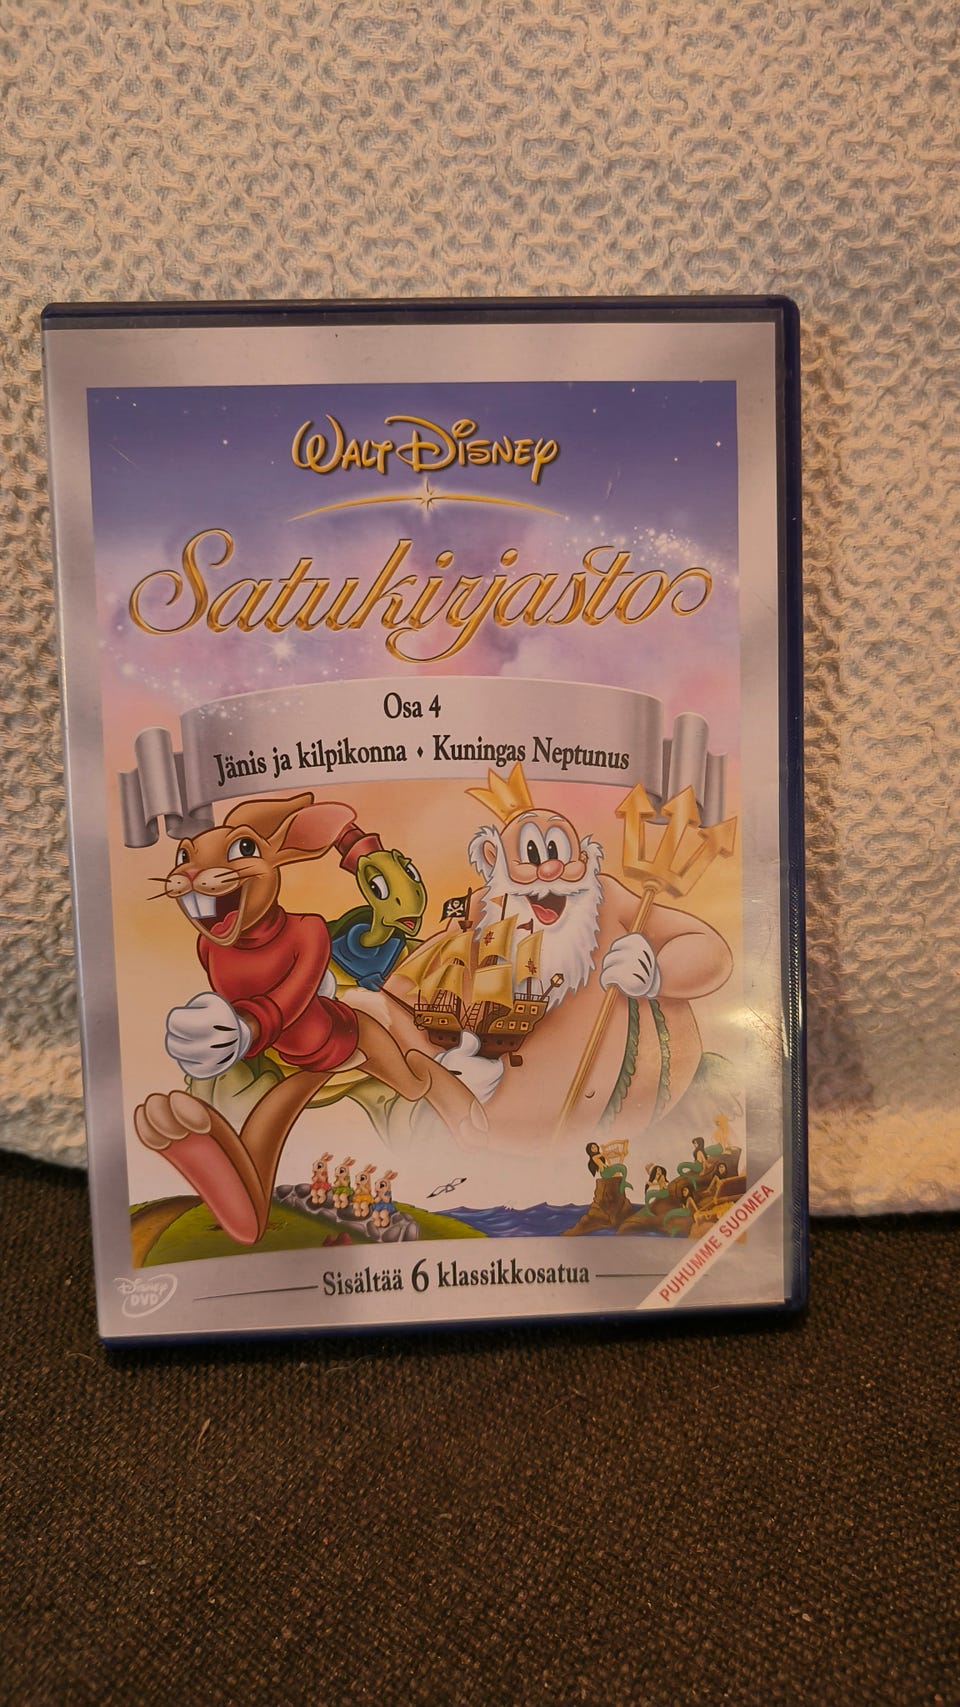 WALT DISNEY
Satukirjasto
Osa 4
Jänis ja kilpikonna • Kuningas Neptunus
PUHUMME SUOMEA
Sisältää 6 klassikkosatua
DISNEY
DVD